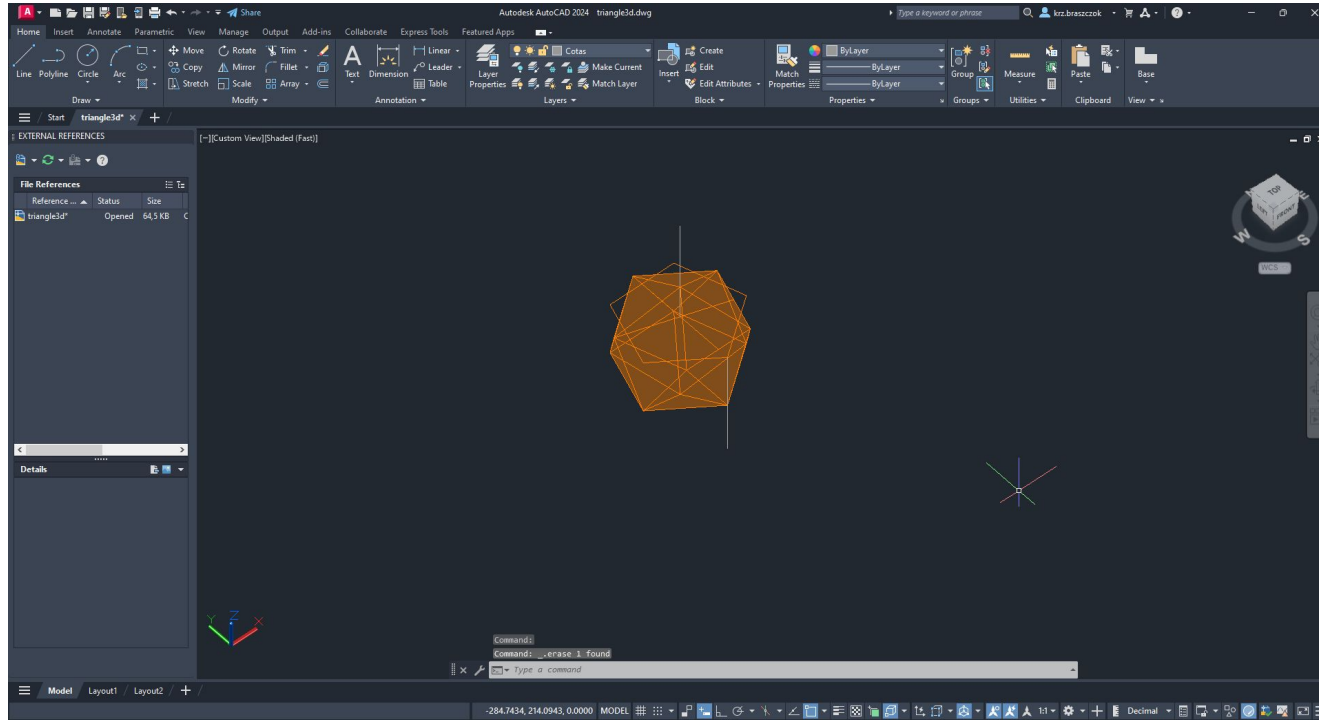 A Share Autodesk AutoCAD 2024 triangle3d.dwg Type a keyword or phrase krz.braszczok
Home Insert Annotate Parametric View Manage Output Add-ins Collaborate Express Tools Featured Apps
Move Rotate Trim Linear Cotas Create ByLayer
Line Polyline Circle Arc Copy Mirror Fillet Text Dimension Leader Layer Properties Make Current Insert Edit Match Properties ByLayer Group Measure Paste Base
Stretch Scale Array Table Match Layer Edit Attributes ByLayer
Draw Modify Annotation Layers Block Properties Groups Utilities Clipboard View
Start triangle3d* +
EXTERNAL REFERENCES
[-][Custom View][Shaded (Fast)]
File References
Reference ... Status Size
triangle3d* Opened 64,5 KB C
TOP
LEFT FRONT
W S E
WCS
Details
Y Z X
Command:
Command: _.erase 1 found
Type a command
Model Layout1 Layout2 +
-284.7434, 214.0943, 0.0000 MODEL 1:1 Decimal